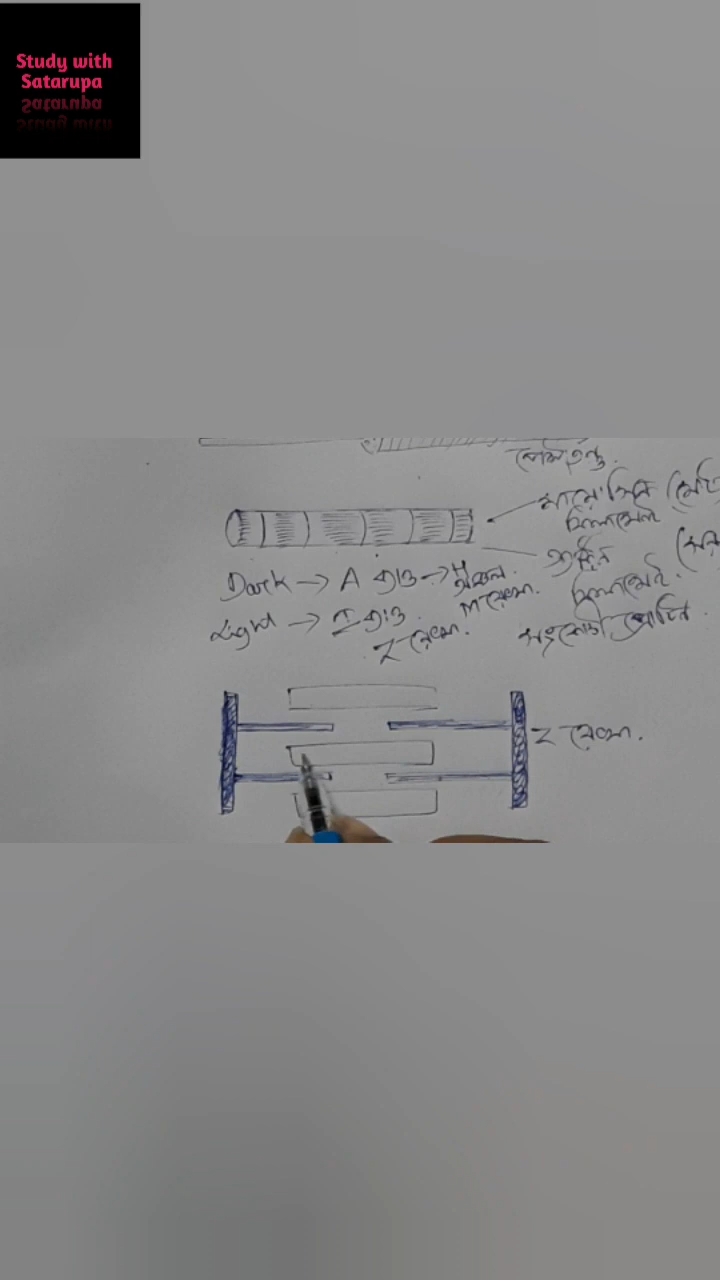 Study with
Satarupa
পেশিতন্তু.
মায়োসিন
ফিলামেন্ট
Dark → A ব্যান্ড → H অঞ্চল.
M রেখা.
অ্যাক্টিন
ফিলামেন্ট.
Light → I ব্যান্ড.
Z রেখা.
সংকোচী প্রোটিন.
Z রেখা.